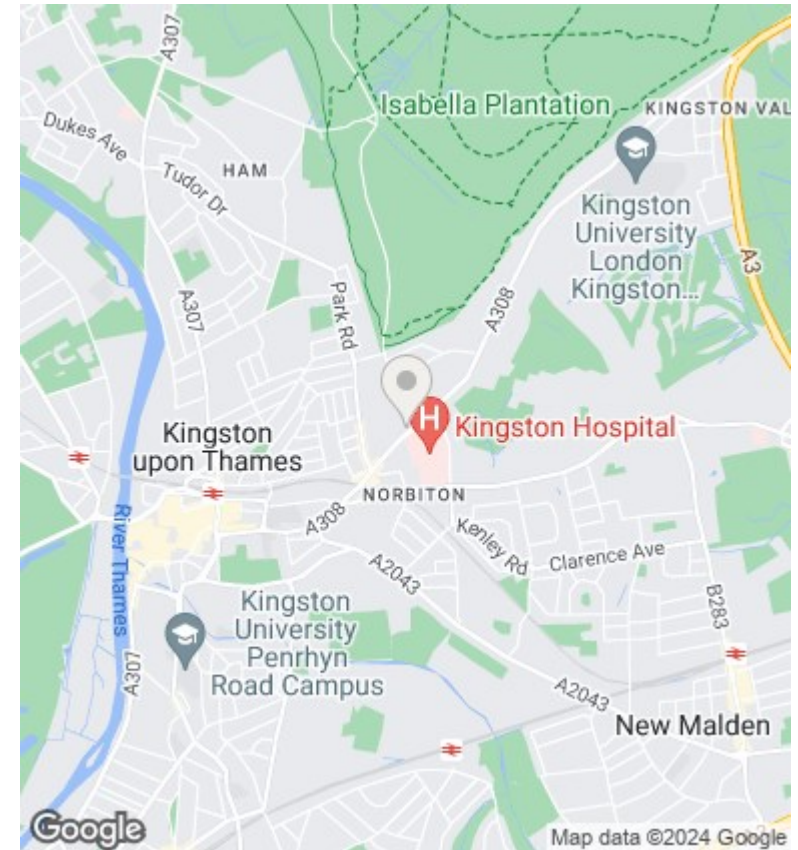 A307
Isabella Plantation
KINGSTON VAL
Dukes Ave
HAM
Tudor Dr
Kingston
University
London
Kingston...
A3
A307
Park Rd
A308
H
Kingston Hospital
Kingston
upon Thames
NORBITON
A308
Kenley Rd
Clarence Ave
River Thames
A2043
B283
Kingston
University
Penrhyn
Road Campus
A307
A2043
New Malden
Google
Map data ©2024 Google